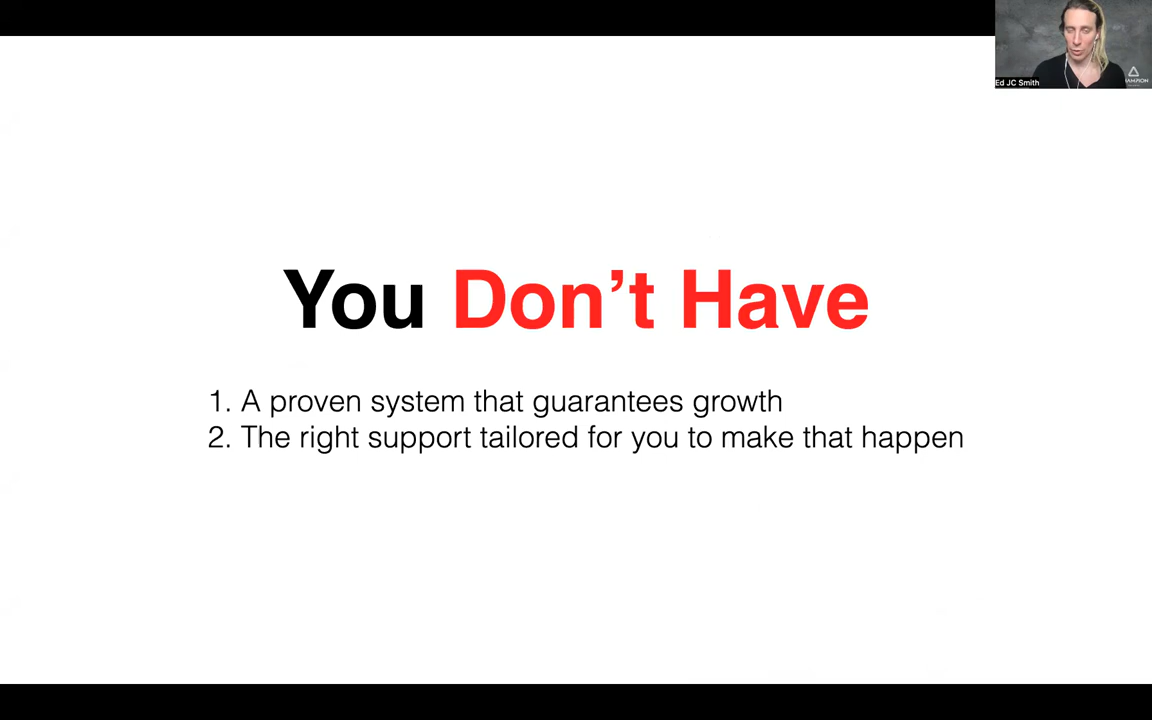 Ed JC Smith
You Don't Have
1. A proven system that guarantees growth
2. The right support tailored for you to make that happen